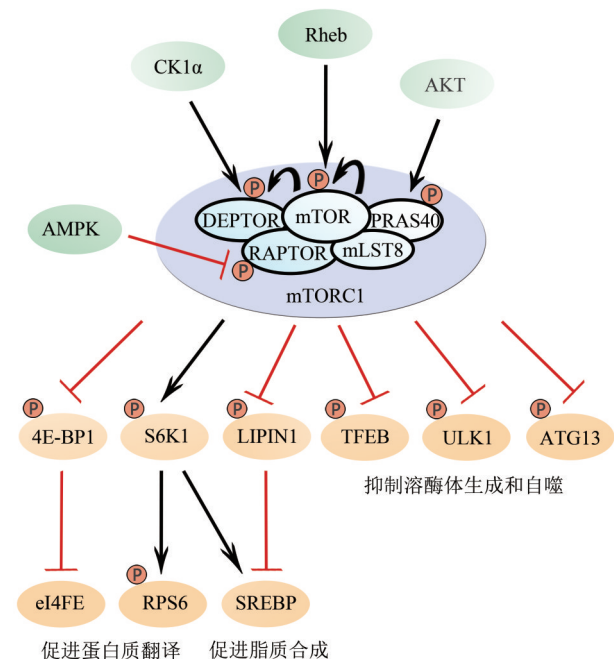 Rheb
CK1α
AKT
P
P
P
DEPTOR
mTOR
PRAS40
AMPK
RAPTOR
mLST8
P
mTORC1
P
P
P
P
P
P
4E-BP1
S6K1
LIPIN1
TFEB
ULK1
ATG13
抑制溶酶体生成和自噬
P
eI4FE
RPS6
SREBP
促进蛋白质翻译
促进脂质合成